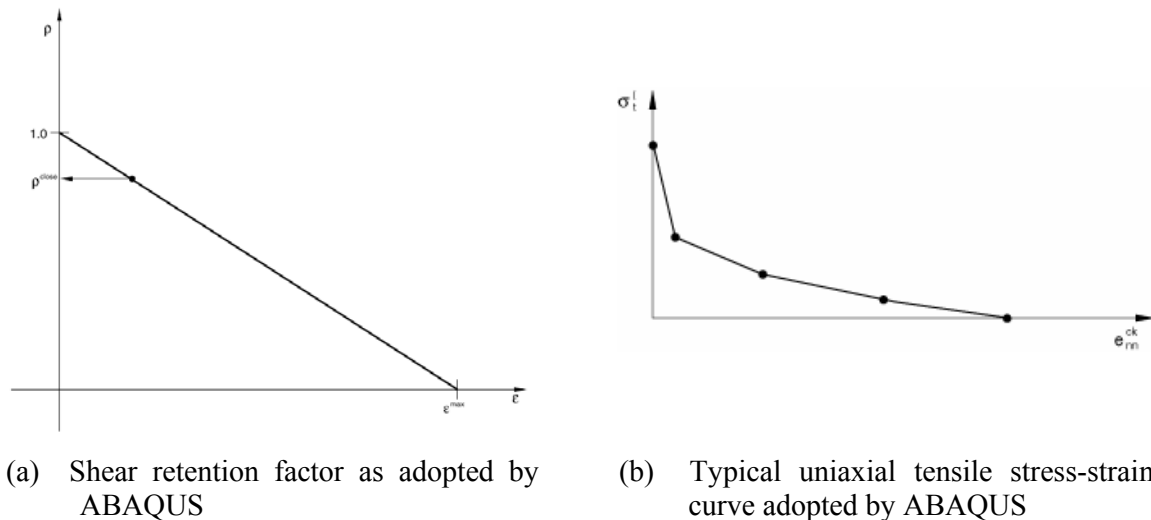 ρ
1.0
ρ^close
ε^max
ε
(a) Shear retention factor as adopted by
ABAQUS
σ_t^I
e_nn^ck
(b) Typical uniaxial tensile stress-strain
curve adopted by ABAQUS